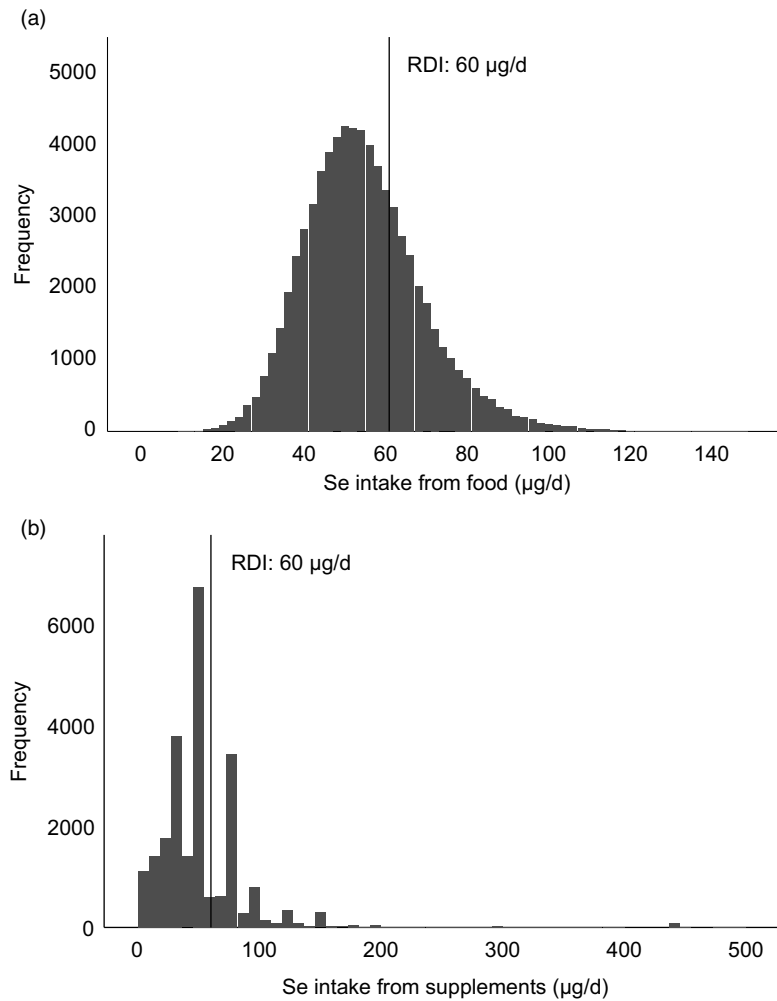 (a)
RDI: 60 µg/d
5000
4000
3000
2000
1000
0
Frequency
0 20 40 60 80 100 120 140
Se intake from food (µg/d)
(b)
RDI: 60 µg/d
6000
4000
2000
0
Frequency
0 100 200 300 400 500
Se intake from supplements (µg/d)